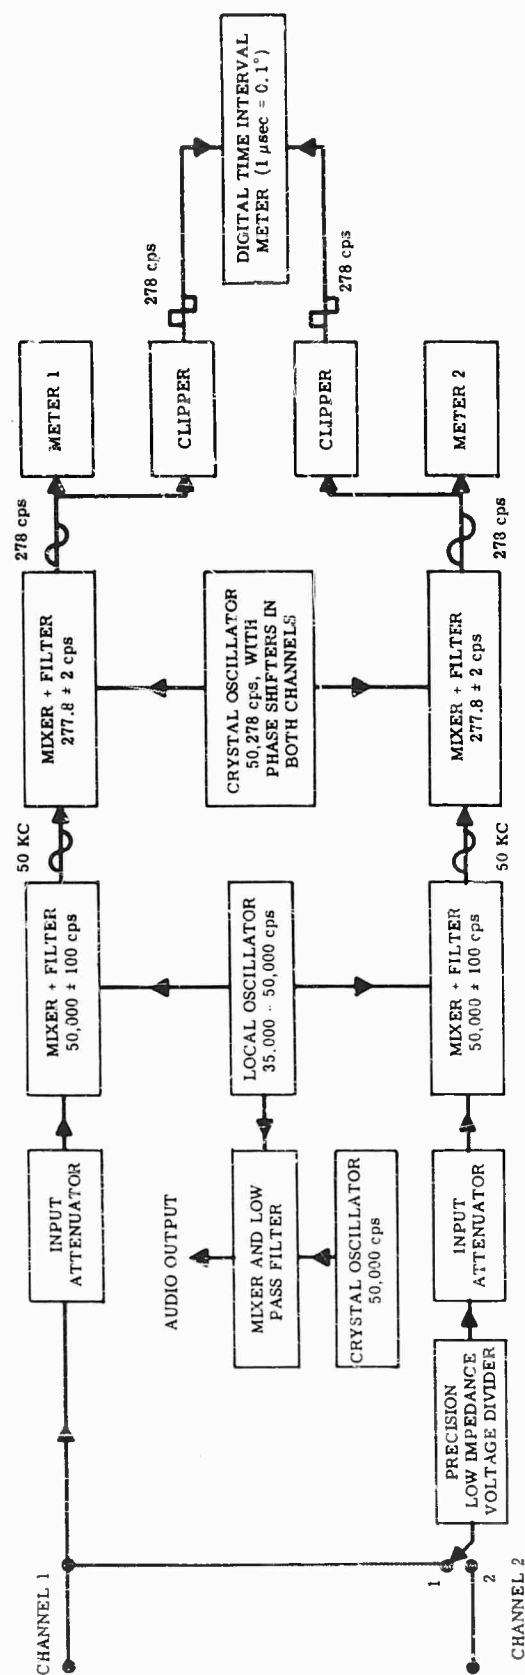 CHANNEL 1
INPUT
ATTENUATOR
MIXER + FILTER
50,000 ± 100 cps
50 KC
MIXER + FILTER
277.8 ± 2 cps
278 cps
METER 1
CLIPPER
278 cps
AUDIO OUTPUT
MIXER AND LOW
PASS FILTER
CRYSTAL OSCILLATOR
50,000 cps
LOCAL OSCILLATOR
35.000 - 50,000 cps
CRYSTAL OSCILLATOR
50,278 cps, WITH
PHASE SHIFTERS IN
BOTH CHANNELS
DIGITAL TIME INTERVAL
METER (1 μsec = 0.1°)
CLIPPER
278 cps
1
2
CHANNEL 2
PRECISION
LOW IMPEDANCE
VOLTAGE DIVIDER
INPUT
ATTENUATOR
MIXER + FILTER
50,000 ± 100 cps
50 KC
MIXER + FILTER
277.8 ± 2 cps
278 cps
METER 2